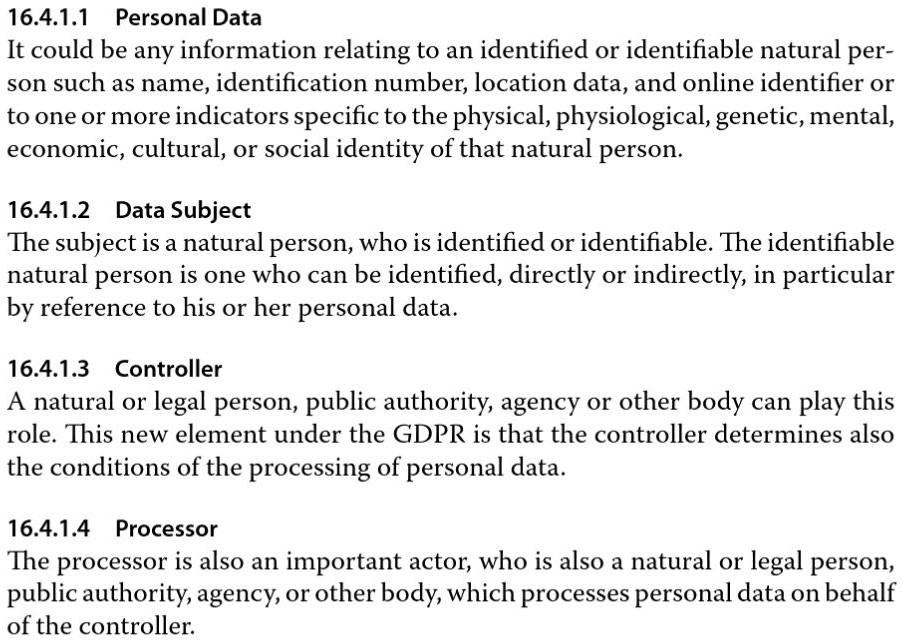 16.4.1.1 Personal Data
It could be any information relating to an identified or identifiable natural per-
son such as name, identification number, location data, and online identifier or
to one or more indicators specific to the physical, physiological, genetic, mental,
economic, cultural, or social identity of that natural person.
16.4.1.2 Data Subject
The subject is a natural person, who is identified or identifiable. The identifiable
natural person is one who can be identified, directly or indirectly, in particular
by reference to his or her personal data.
16.4.1.3 Controller
A natural or legal person, public authority, agency or other body can play this
role. This new element under the GDPR is that the controller determines also
the conditions of the processing of personal data.
16.4.1.4 Processor
The processor is also an important actor, who is also a natural or legal person,
public authority, agency, or other body, which processes personal data on behalf
of the controller.